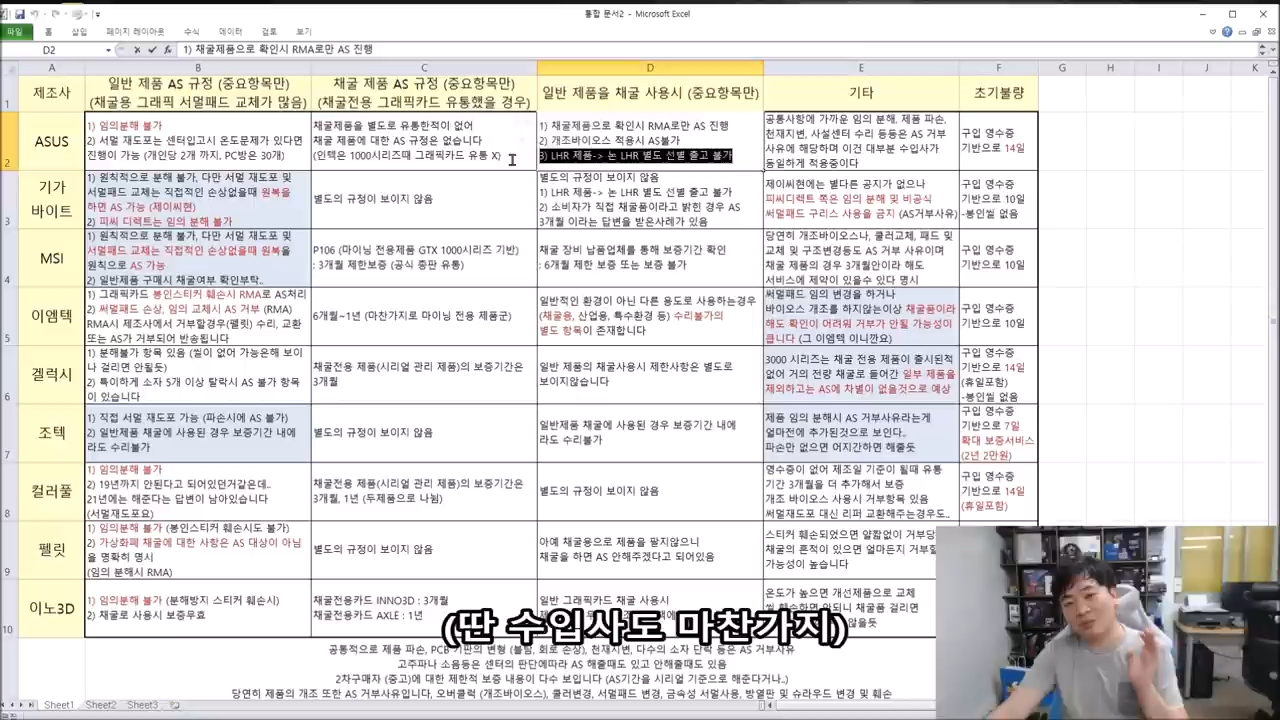 통합 문서2 - Microsoft Excel
파일 홈 삽입 페이지 레이아웃 수식 데이터 검토 보기
D2 fx 1) 채굴제품으로 확인시 RMA로만 AS 진행
A B C D E F G H I J K
1
제조사
일반 제품 AS 규정 (중요항목만)
(채굴용 그래픽 서멀패드 교체가 많음)
채굴 제품 AS 규정 (중요항목만)
(채굴전용 그래픽카드 유통했을 경우)
일반 제품을 채굴 사용시 (중요항목만)
기타
초기불량
2
ASUS
1) 임의분해 불가
2) 서멀 재도포는 센터입고시 온도문제가 있다면
진행이 가능 (개인당 2개 까지, PC방은 30개)
채굴제품을 별도로 유통한적이 없어
채굴 제품에 대한 AS 규정은 없습니다
(인텍은 1000시리즈때 그래픽카드 유통 X)
1) 채굴제품으로 확인시 RMA로만 AS 진행
2) 개조바이오스 적용시 AS불가
3) LHR 제품-> 논 LHR 별도 선별 출고 불가
공통사항에 가까운 임의 분해, 제품 파손,
천재지변, 사설센터 수리 등등은 AS 거부
사유에 해당하며 이건 대부분 수입사가
동일하게 적용중이다
구입 영수증
기반으로 14일
3
기가
바이트
1) 원칙적으로 분해 불가, 다만 서멀 재도포 및
서멀패드 교체는 직접적인 손상없을때 원복을
하면 AS 가능 (제이씨현)
2) 피씨 디렉트는 임의 분해 불가
별도의 규정이 보이지 않음
별도의 규정이 보이지 않음
1) LHR 제품-> 논 LHR 별도 선별 출고 불가
2) 소비자가 직접 채굴품이라고 밝힌 경우 AS
3개월 이라는 답변을 받은사례가 있음
제이씨현에는 별다른 공지가 없으나
피씨디렉트 쪽은 임의 분해 및 비공식
써멀패드 구리스 사용을 금지 (AS거부사유)
구입 영수증
기반으로 10일
-봉인씰 없음
4
MSI
1) 원칙적으로 분해 불가, 다만 서멀 재도포 및
서멀패드 교체는 직접적인 손상없을때 원복을
원칙으로 AS 가능
2) 일반제품 구매시 채굴여부 확인부탁..
P106 (마이닝 전용제품 GTX 1000시리즈 기반)
: 3개월 제한보증 (공식 총판 유통)
채굴 장비 납품업체를 통해 보증기간 확인
: 6개월 제한 보증 또는 보증 불가
당연히 개조바이오스나, 쿨러교체, 패드 및
교체 및 구조변경등도 AS 거부 사유이며
채굴 제품의 경우 3개월안이라 해도
서비스에 제약이 있을수 있다 명시
구입 영수증
기반으로 10일
5
이엠텍
1) 그래픽카드 봉인스티커 훼손시 RMA로 AS처리
2) 써멀패드 손상, 임의 교체시 AS 거부 (RMA)
RMA시 제조사에서 거부할경우(팰릿) 수리, 교환
또는 AS가 거부되어 반송됩니다
6개월~1년 (마찬가지로 마이닝 전용 제품군)
일반적인 환경이 아닌 다른 용도로 사용하는경우
(채굴용, 산업용, 특수환경 등) 수리불가의
별도 항목이 존재합니다
써멀패드 임의 변경을 하거나
바이오스 개조를 하지않는이상 채굴품이라
해도 확인이 어려워 거부가 안될 가능성이
큽니다 (그 이엠텍 이니깐요)
구입 영수증
기반으로 10일
6
겔럭시
1) 분해불가 항목 있음 (씰이 없어 가능은해 보이
나 걸리면 안될듯)
2) 특이하게 소자 5개 이상 탈락시 AS 불가 항목
이 있습니다
채굴전용 제품(시리얼 관리 제품)의 보증기간은
3개월
일반 제품의 채굴사용시 제한사항은 별도로
보이지않습니다
3000 시리즈는 채굴 전용 제품이 출시된적
없어 거의 전량 채굴로 들어간 일부 제품을
제외하고는 AS에 차별이 없을것으로 예상
구입 영수증
기반으로 14일
(휴일포함)
-봉인씰 없음
7
조텍
1) 직접 서멀 재도포 가능 (파손시에 AS 불가)
2) 일반제품 채굴에 사용된 경우 보증기간 내에
라도 수리불가
별도의 규정이 보이지 않음
일반제품 채굴에 사용된 경우 보증기간 내에
라도 수리불가
제품 임의 분해시 AS 거부사유라는게
얼마전에 추가된것으로 보인다..
파손만 없으면 어지간하면 해줄듯
구입 영수증
기반으로 7일
확대 보증서비스
(2년 2만원)
8
컬러풀
1) 임의분해 불가
2) 19년까지 안된다고 되어있던거같은데..
21년에는 해준다는 답변이 남아있습니다
(서멀재도포요)
채굴전용 제품(시리얼 관리 제품)의 보증기간은
3개월, 1년 (두제품으로 나뉨)
별도의 규정이 보이지 않음
영수증이 없어 제조일 기준이 될때 유통
기간 3개월을 더 추가해서 보증
개조 바이오스 사용시 거부항목 있음
써멀재도포 대신 리퍼 교환해주는경우도..
구입 영수증
기반으로 14일
(휴일포함)
9
펠릿
1) 임의분해 불가 (봉인스티커 훼손시도 불가)
2) 가상화폐 채굴에 대한 사항은 AS 대상이 아님
을 명확히 명시
(임의 분해시 RMA)
별도의 규정이 보이지 않음
아예 채굴용으로 제품을 팔지않으니
채굴을 하면 AS 안해주겠다고 되어있음
스티커 훼손되었으면 얄짤없이 거부당
채굴의 흔적이 있으면 얼마든지 거부할
가능성이 높습니다
10
이노3D
1) 임의분해 불가 (분해방지 스티커 훼손시)
2) 채굴로 사용시 보증무효
채굴전용카드 INNO3D : 3개월
채굴전용카드 AXLE : 1년
일반 그래픽카드 채굴 사용시
온도가 높으면 개선제품으로 교체
(딴 수입사도 마찬가지)
공통적으로 제품 파손, PCB 기판의 변형 (뒤틀림, 회로 손상), 천재지변, 다수의 소자 단락 등은 AS 거부사유
고주파나 소음등은 센터의 판단에따라 AS 해줄때도 있고 안해줄때도 있음
2차구매자 (중고)에 대한 제한적 보증 내용이 다수 보입니다 (AS기간을 시리얼 기준으로 해준다거나..)
당연히 제품의 개조 또한 AS 거부사유입니다, 오버클럭 (개조바이오스), 쿨러변경, 서멀패드 변경, 금속성 서멀사용, 방열판 및 슈라우드 변경 및 훼손
Sheet1 Sheet2 Sheet3